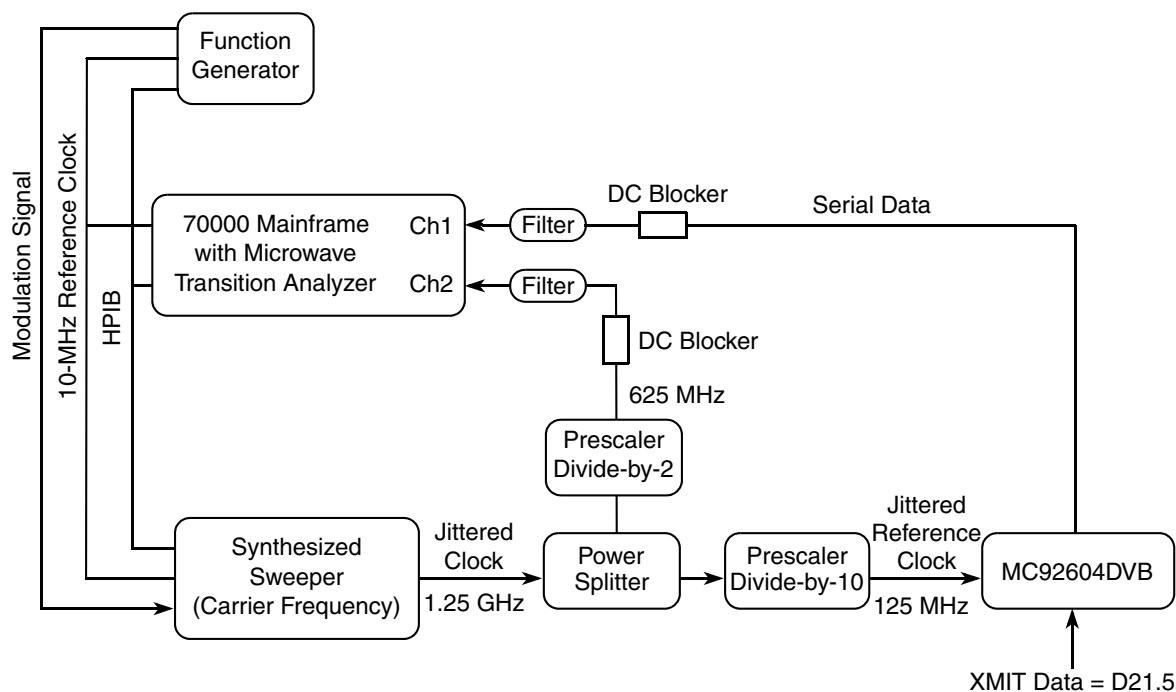 Function
Generator
Modulation Signal
10-MHz Reference Clock
HPIB
70000 Mainframe
with Microwave
Transition Analyzer
Ch1
Ch2
Filter
DC Blocker
Serial Data
Filter
DC Blocker
625 MHz
Prescaler
Divide-by-2
Synthesized
Sweeper
(Carrier Frequency)
Jittered
Clock
1.25 GHz
Power
Splitter
Prescaler
Divide-by-10
Jittered
Reference
Clock
125 MHz
MC92604DVB
XMIT Data = D21.5